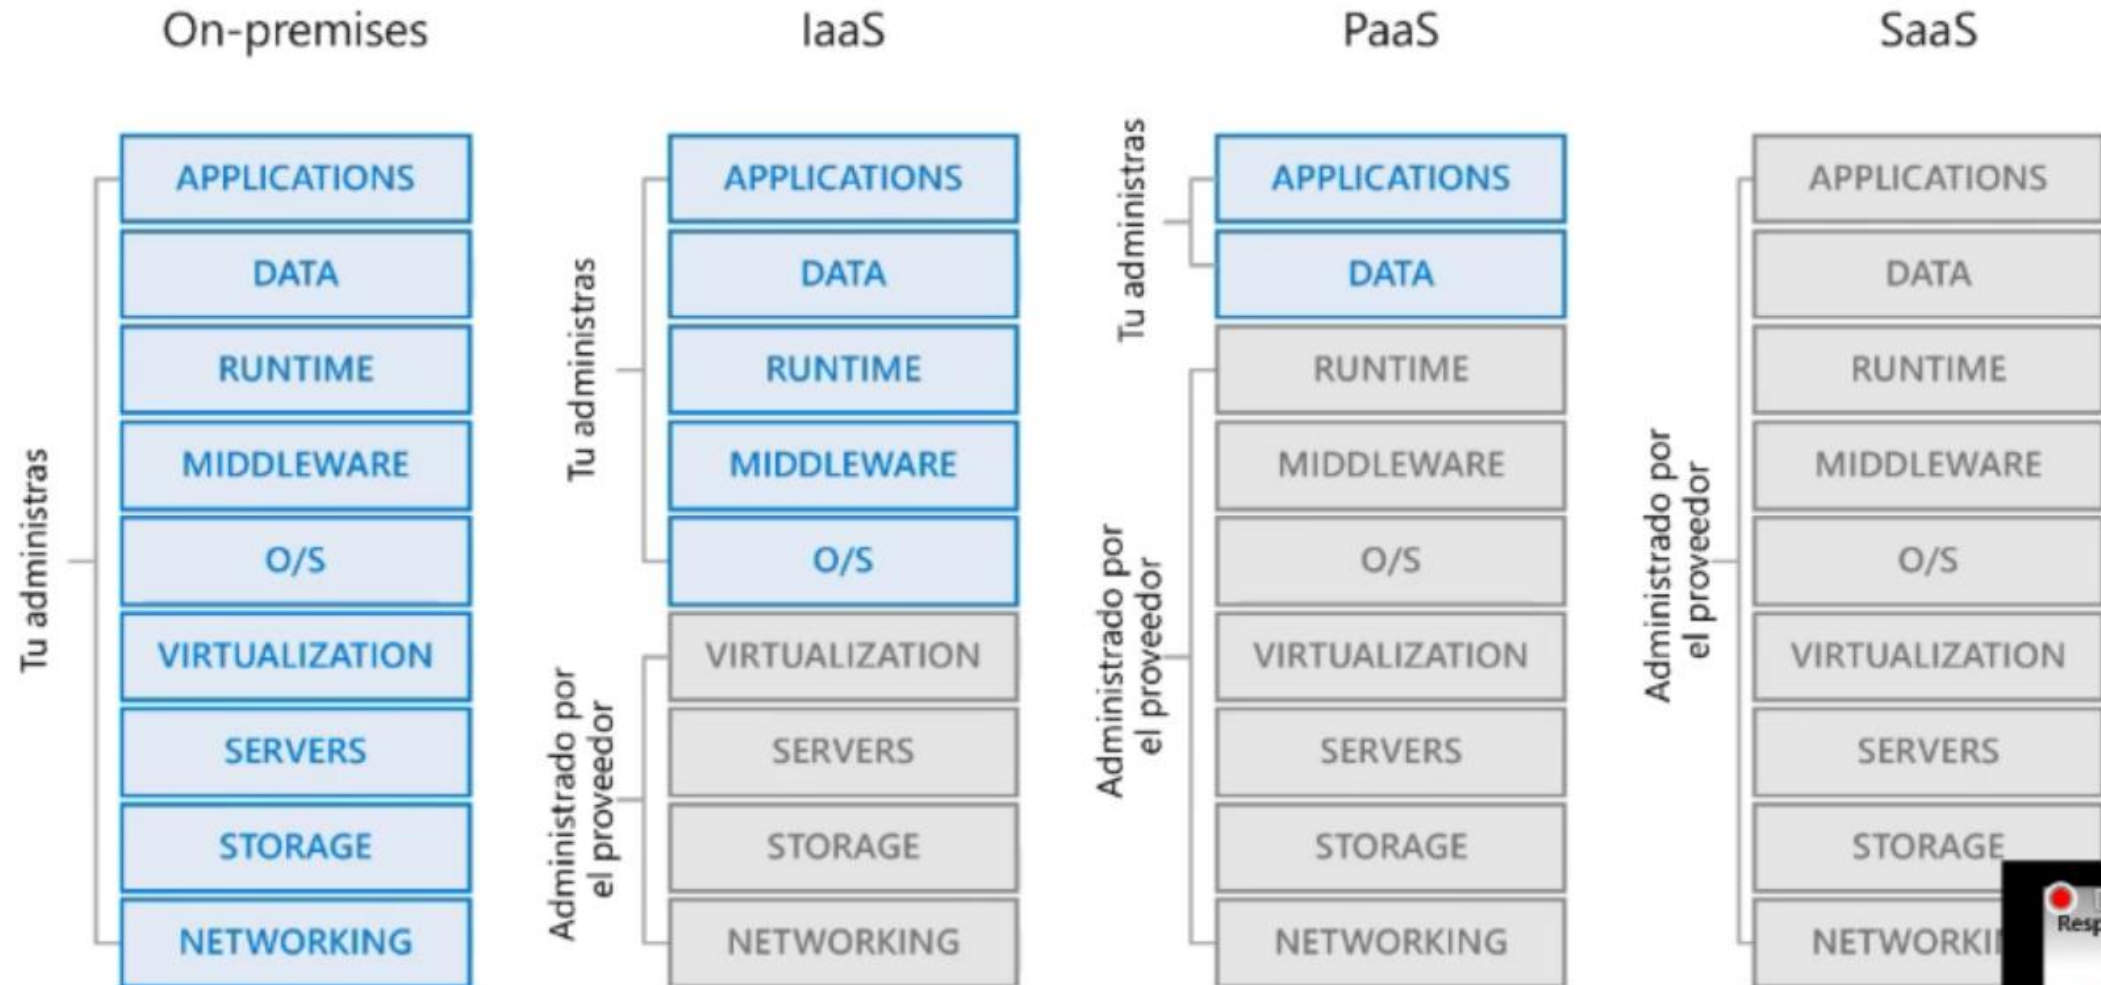 On-premises
IaaS
PaaS
SaaS
Tu administras
APPLICATIONS
DATA
RUNTIME
MIDDLEWARE
O/S
VIRTUALIZATION
SERVERS
STORAGE
NETWORKING
Tu administras
Administrado por
el proveedor
APPLICATIONS
DATA
RUNTIME
MIDDLEWARE
O/S
VIRTUALIZATION
SERVERS
STORAGE
NETWORKING
Tu administras
Administrado por
el proveedor
APPLICATIONS
DATA
RUNTIME
MIDDLEWARE
O/S
VIRTUALIZATION
SERVERS
STORAGE
NETWORKING
Administrado por
el proveedor
APPLICATIONS
DATA
RUNTIME
MIDDLEWARE
O/S
VIRTUALIZATION
SERVERS
STORAGE